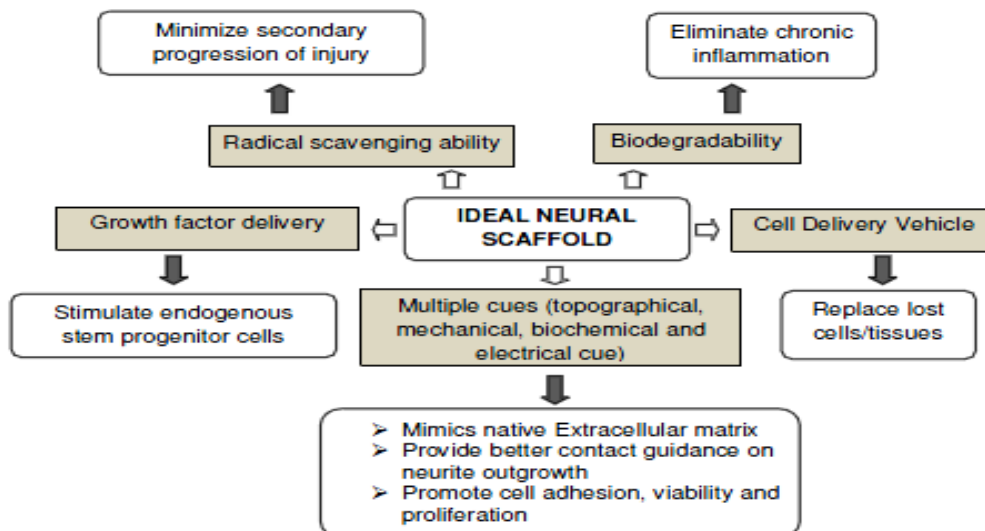 Minimize secondary
progression of injury
Eliminate chronic
inflammation
Radical scavenging ability
Biodegradability
Growth factor delivery
IDEAL NEURAL
SCAFFOLD
Cell Delivery Vehicle
Stimulate endogenous
stem progenitor cells
Multiple cues (topographical,
mechanical, biochemical and
electrical cue)
Replace lost
cells/tissues
➢ Mimics native Extracellular matrix
➢ Provide better contact guidance on
neurite outgrowth
➢ Promote cell adhesion, viability and
proliferation